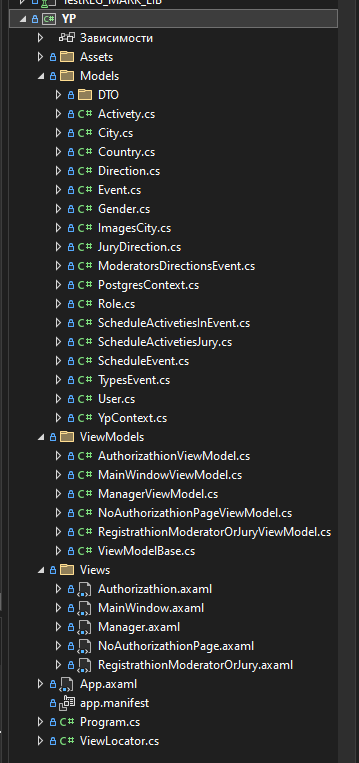 TestREG_MARK_LIB
C# YP
Зависимости
Assets
Models
DTO
C# Activety.cs
C# City.cs
C# Country.cs
C# Direction.cs
C# Event.cs
C# Gender.cs
C# ImagesCity.cs
C# JuryDirection.cs
C# ModeratorsDirectionsEvent.cs
C# PostgresContext.cs
C# Role.cs
C# ScheduleActivetiesInEvent.cs
C# ScheduleActivetiesJury.cs
C# ScheduleEvent.cs
C# TypesEvent.cs
C# User.cs
C# YpContext.cs
ViewModels
C# AuthorizathionViewModel.cs
C# MainWindowViewModel.cs
C# ManagerViewModel.cs
C# NoAuthorizathionPageViewModel.cs
C# RegistrathionModeratorOrJuryViewModel.cs
C# ViewModelBase.cs
Views
Authorizathion.axaml
MainWindow.axaml
Manager.axaml
NoAuthorizathionPage.axaml
RegistrathionModeratorOrJury.axaml
App.axaml
app.manifest
C# Program.cs
C# ViewLocator.cs